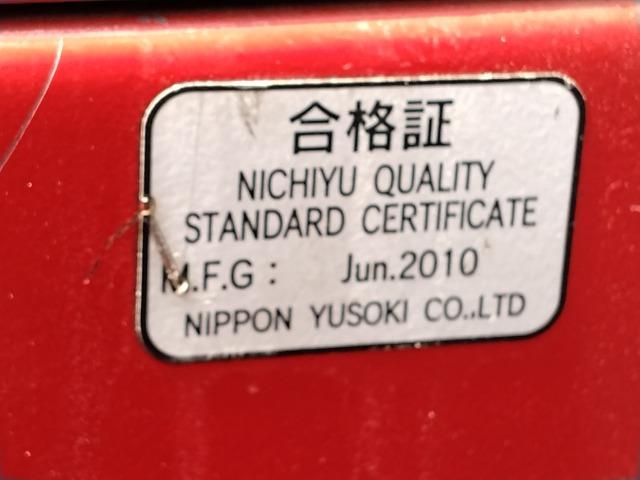 合格証
NICHIYU QUALITY
STANDARD CERTIFICATE
M.F.G : Jun.2010
NIPPON YUSOKI CO.,LTD